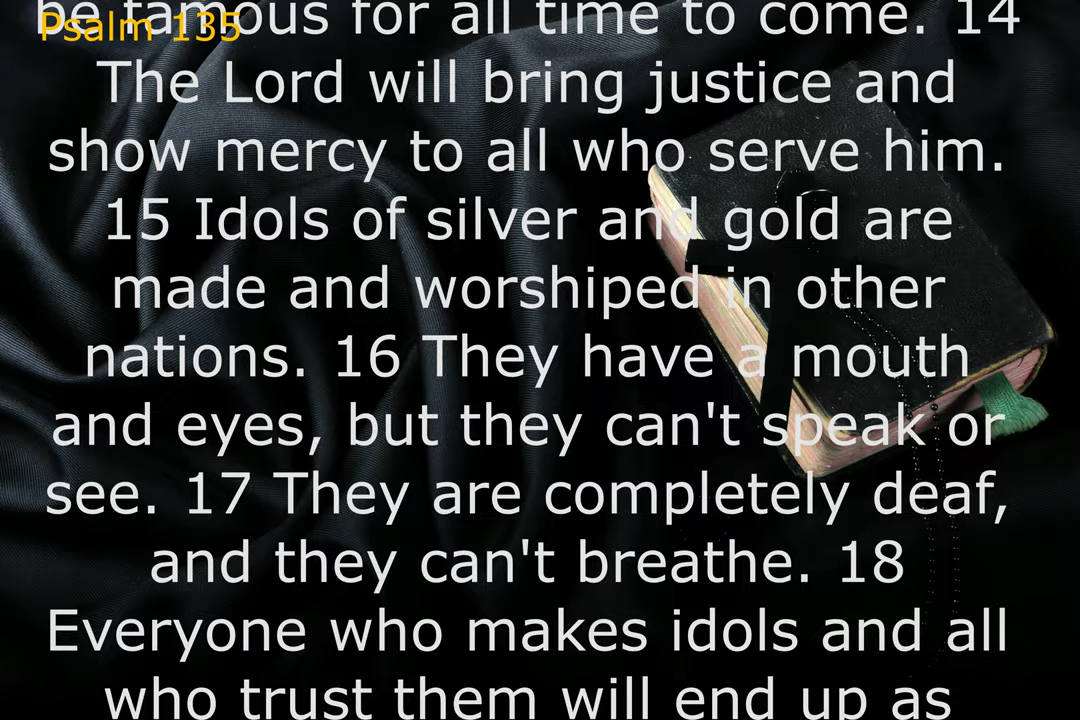 be famous for all time to come. 14
Psalm 135
The Lord will bring justice and
show mercy to all who serve him.
15 Idols of silver and gold are
made and worshiped in other
nations. 16 They have a mouth
and eyes, but they can't speak or
see. 17 They are completely deaf,
and they can't breathe. 18
Everyone who makes idols and all
who trust them will end up as